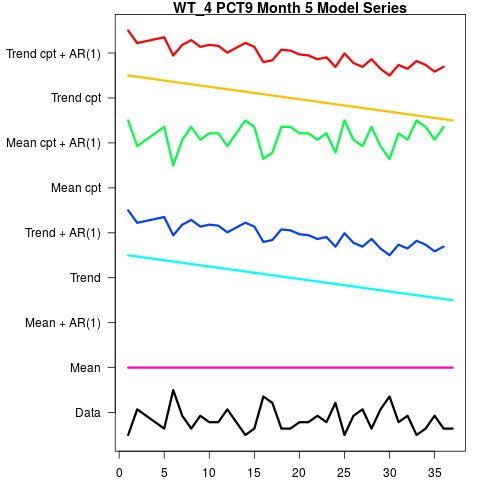 WT_4 PCT9 Month 5 Model Series
Trend cpt + AR(1)
Trend cpt
Mean cpt + AR(1)
Mean cpt
Trend + AR(1)
Trend
Mean + AR(1)
Mean
Data
0 5 10 15 20 25 30 35